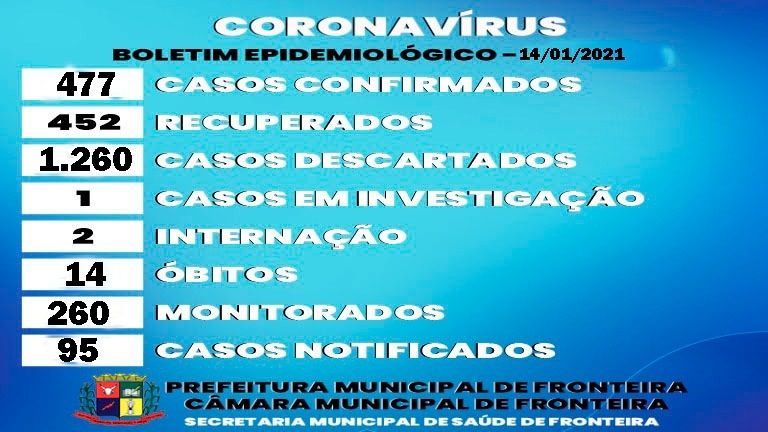 CORONAVÍRUS
BOLETIM EPIDEMIOLÓGICO – 14/01/2021
477 CASOS CONFIRMADOS
452 RECUPERADOS
1.260 CASOS DESCARTADOS
1 CASOS EM INVESTIGAÇÃO
2 INTERNAÇÃO
14 ÓBITOS
260 MONITORADOS
95 CASOS NOTIFICADOS
PREFEITURA MUNICIPAL DE FRONTEIRA
CÂMARA MUNICIPAL DE FRONTEIRA
SECRETARIA MUNICIPAL DE SAÚDE DE FRONTEIRA